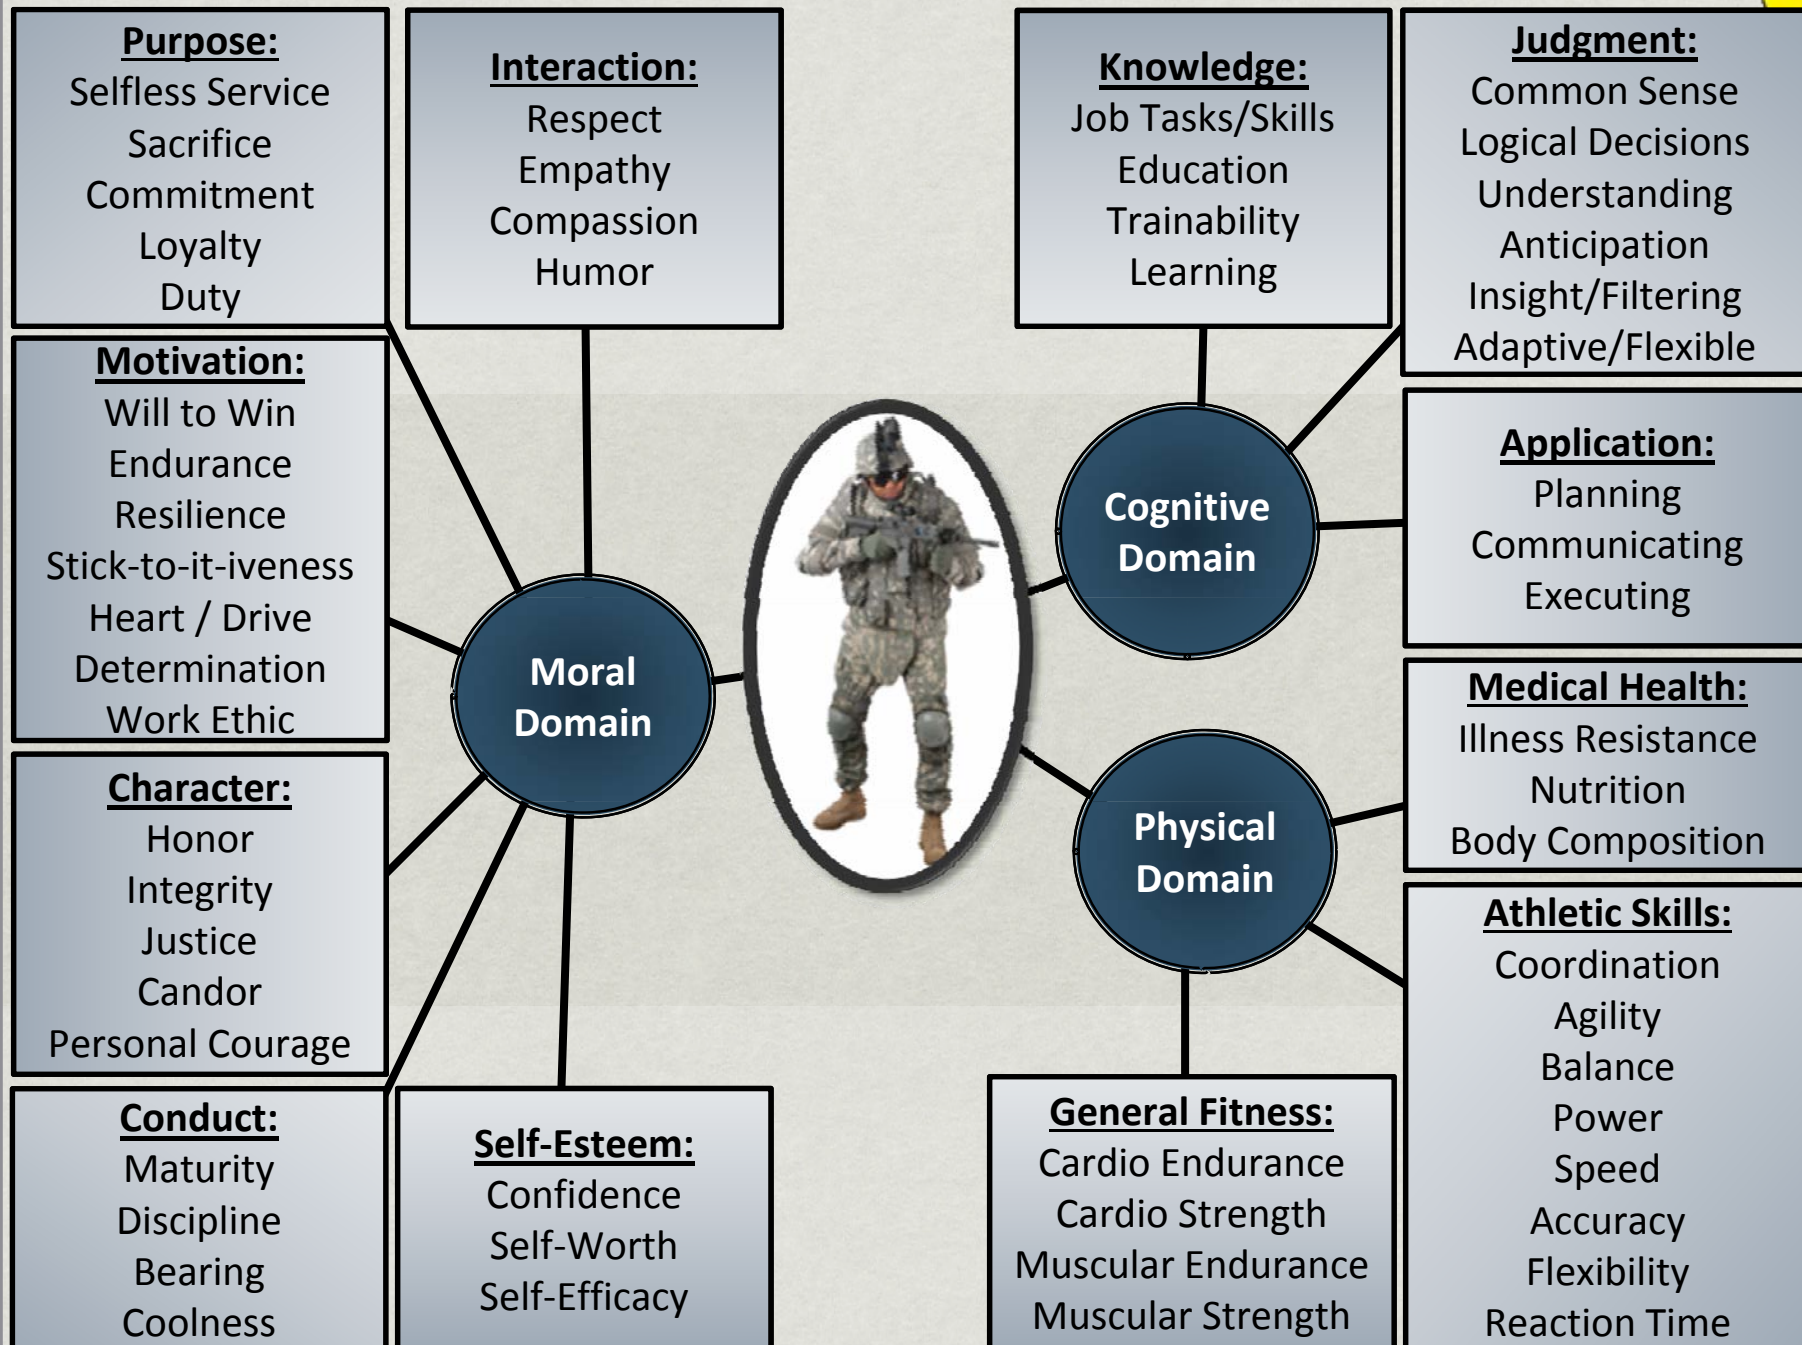 Purpose:
Selfless Service
Sacrifice
Commitment
Loyalty
Duty
Interaction:
Respect
Empathy
Compassion
Humor
Knowledge:
Job Tasks/Skills
Education
Trainability
Learning
Judgment:
Common Sense
Logical Decisions
Understanding
Anticipation
Insight/Filtering
Adaptive/Flexible
Motivation:
Will to Win
Endurance
Resilience
Stick-to-it-iveness
Heart / Drive
Determination
Work Ethic
Cognitive
Domain
Application:
Planning
Communicating
Executing
Moral
Domain
Medical Health:
Illness Resistance
Nutrition
Body Composition
Character:
Honor
Integrity
Justice
Candor
Personal Courage
Physical
Domain
Athletic Skills:
Coordination
Agility
Balance
Power
Speed
Accuracy
Flexibility
Reaction Time
Conduct:
Maturity
Discipline
Bearing
Coolness
Self-Esteem:
Confidence
Self-Worth
Self-Efficacy
General Fitness:
Cardio Endurance
Cardio Strength
Muscular Endurance
Muscular Strength